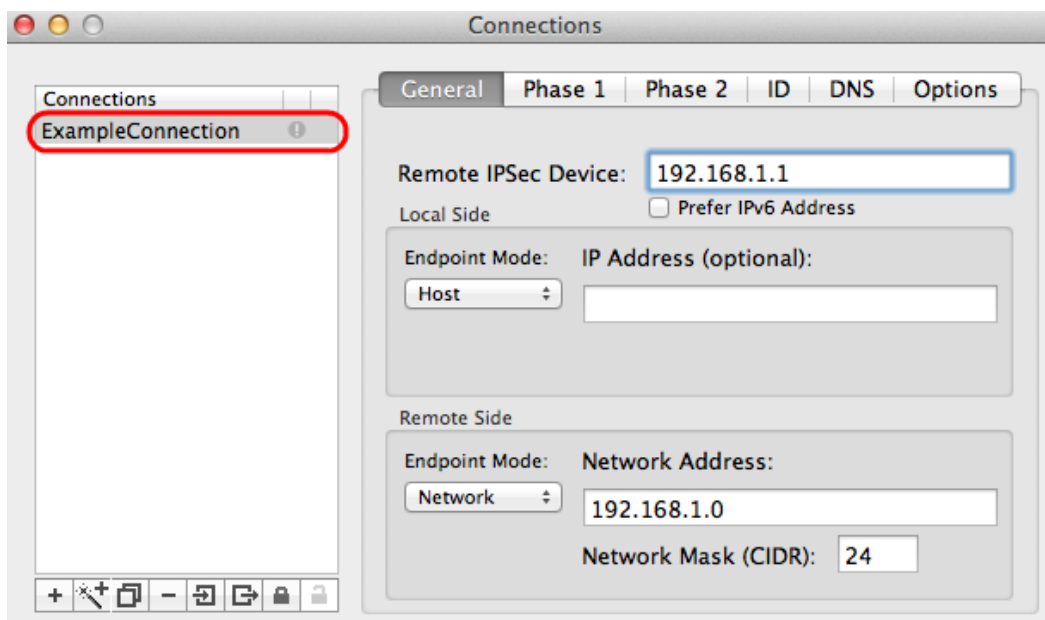 Connections
Connections
ExampleConnection
General Phase 1 Phase 2 ID DNS Options
Remote IPSec Device: 192.168.1.1
Prefer IPv6 Address
Local Side
Endpoint Mode: IP Address (optional):
Host
Remote Side
Endpoint Mode: Network Address:
Network 192.168.1.0
Network Mask (CIDR): 24